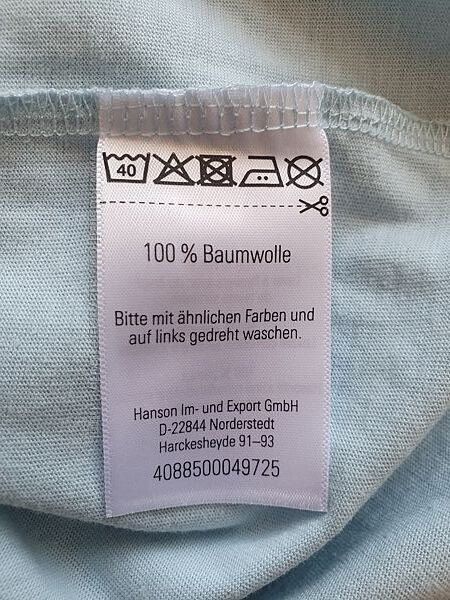 40
100 % Baumwolle
Bitte mit ähnlichen Farben und
auf links gedreht waschen.
Hanson Im- und Export GmbH
D-22844 Norderstedt
Harckesheyde 91–93
4088500049725